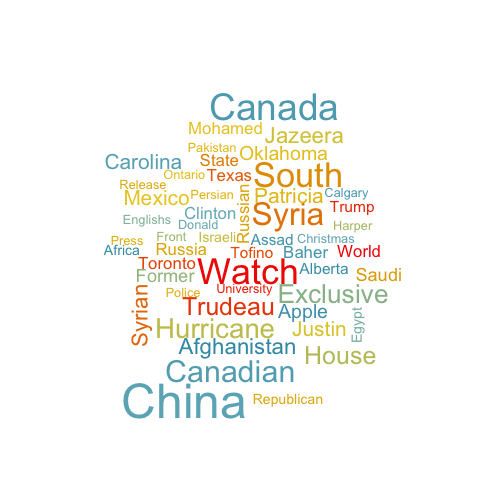 Canada
Mohamed
Jazeera
Pakistan
Oklahoma
Carolina
State
South
Ontario
Texas
Release
Persian
Patricia
Calgary
Mexico
Russian
Clinton
Syria
Trump
Englishs
Donald
Harper
Press
Front
Israeli
Assad
Christmas
Africa
Russia
Tofino
Baher
World
Toronto
Watch
Alberta
Former
University
Saudi
Police
Exclusive
Syrian
Trudeau
Apple
Egypt
Hurricane
Justin
Afghanistan
House
Canadian
China
Republican